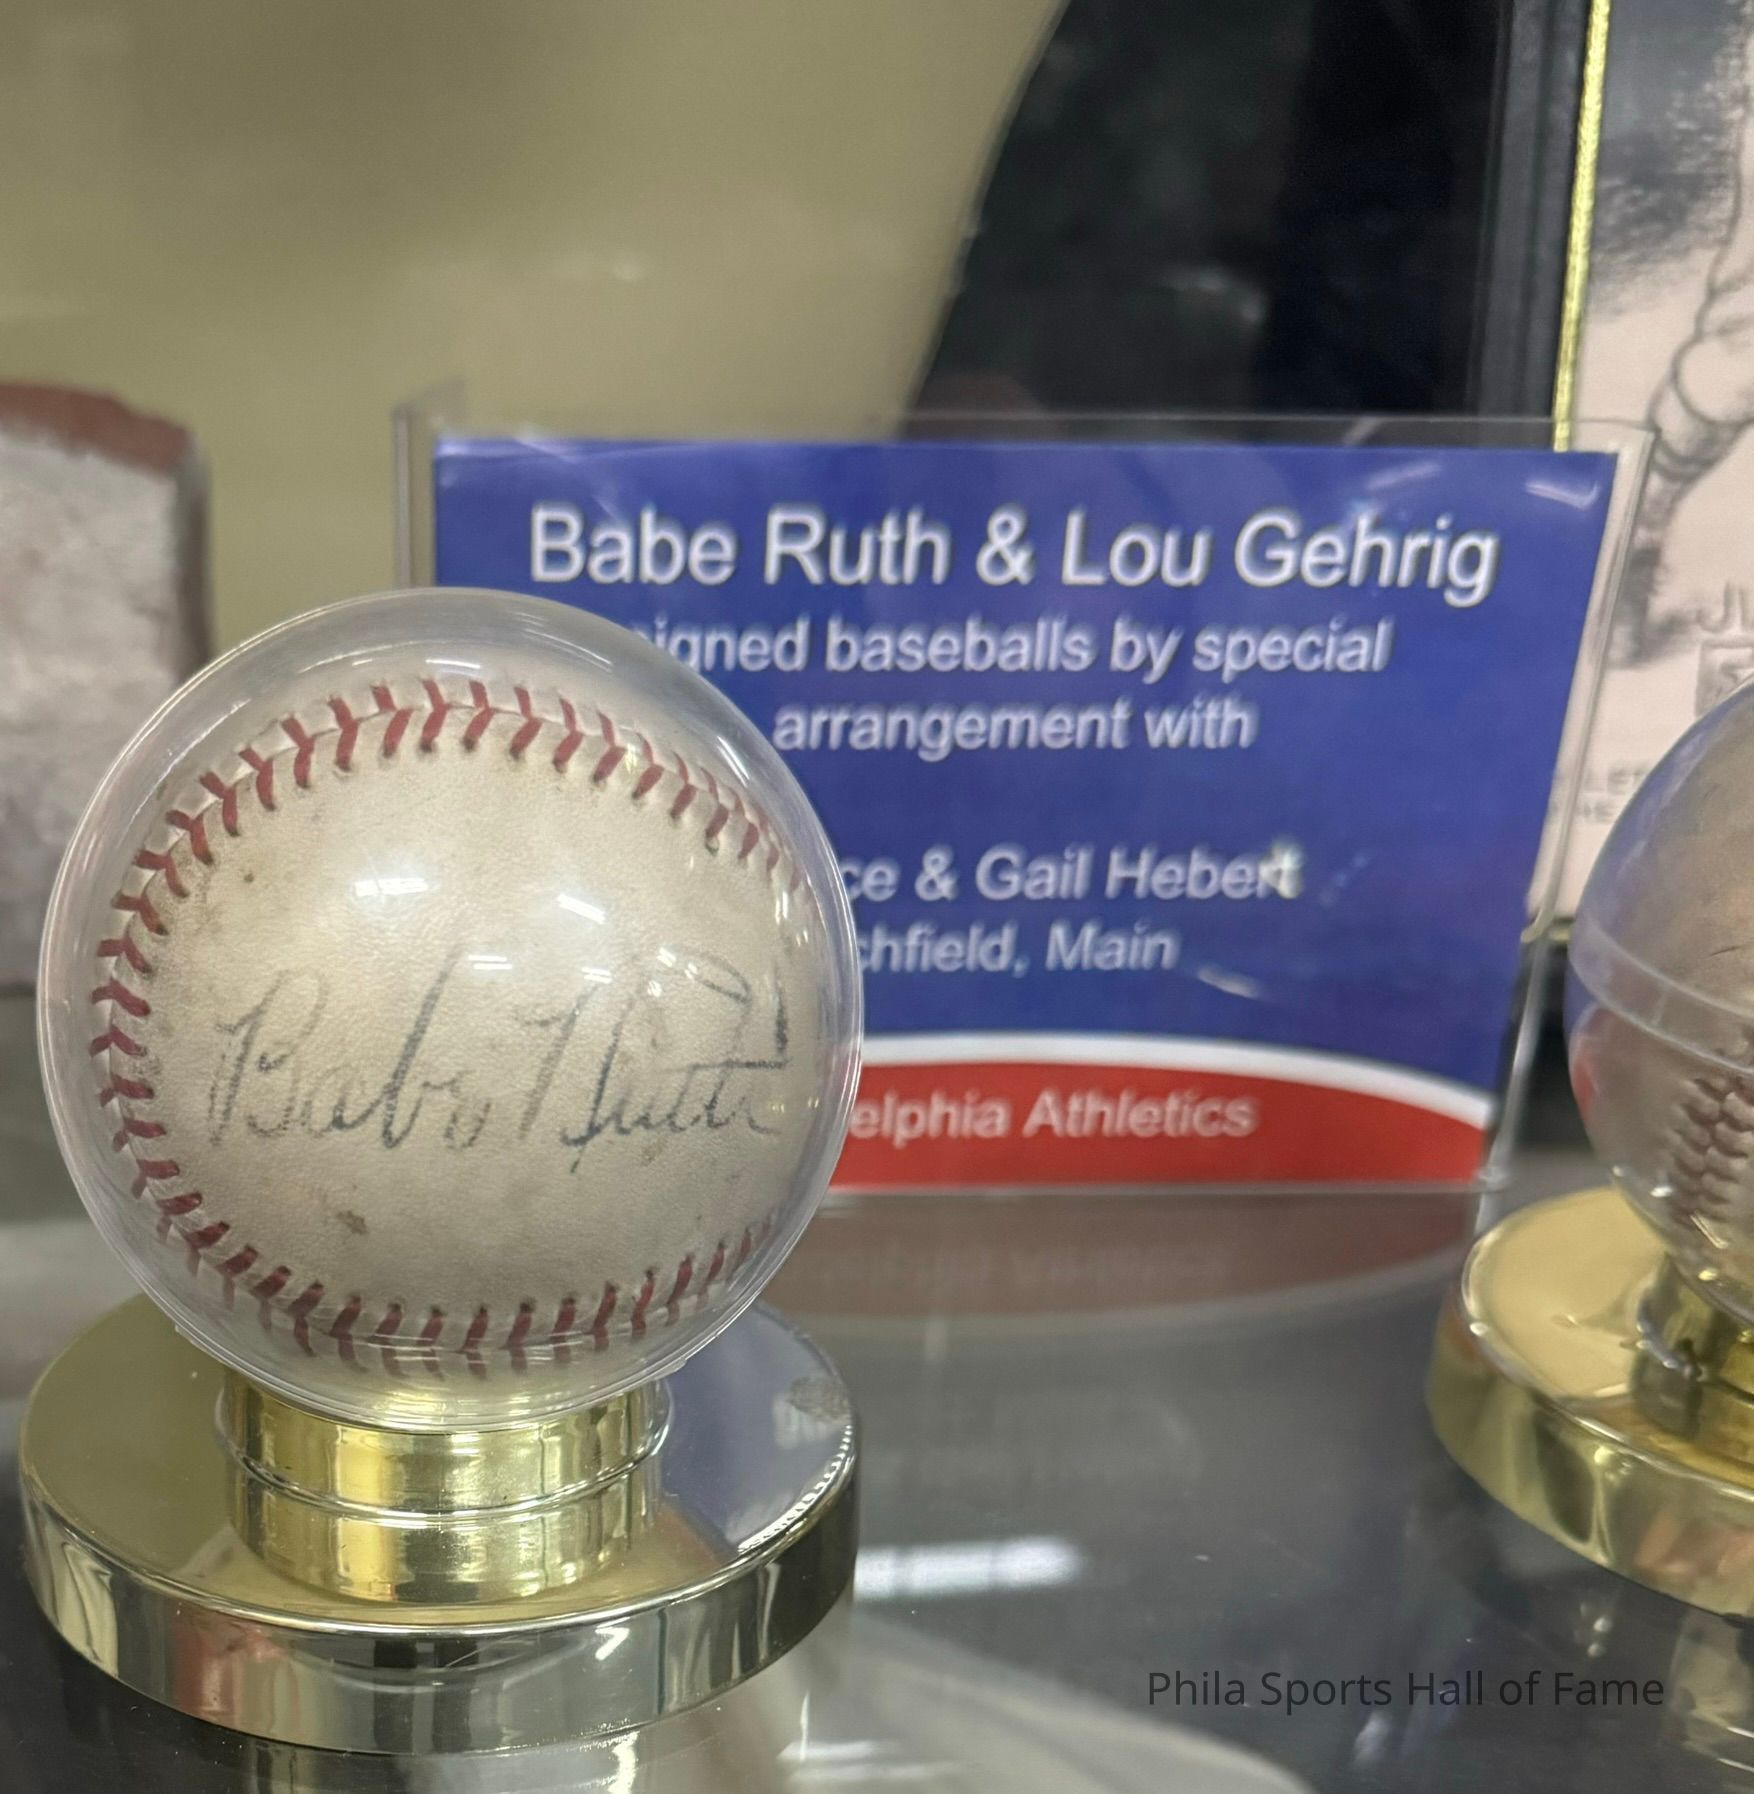 Babe Ruth & Lou Gehrig
igned baseballs by special
arrangement with
ce & Gail Hebert
chfield, Main
elphia Athletics
Babe Ruth
Phila Sports Hall of Fame